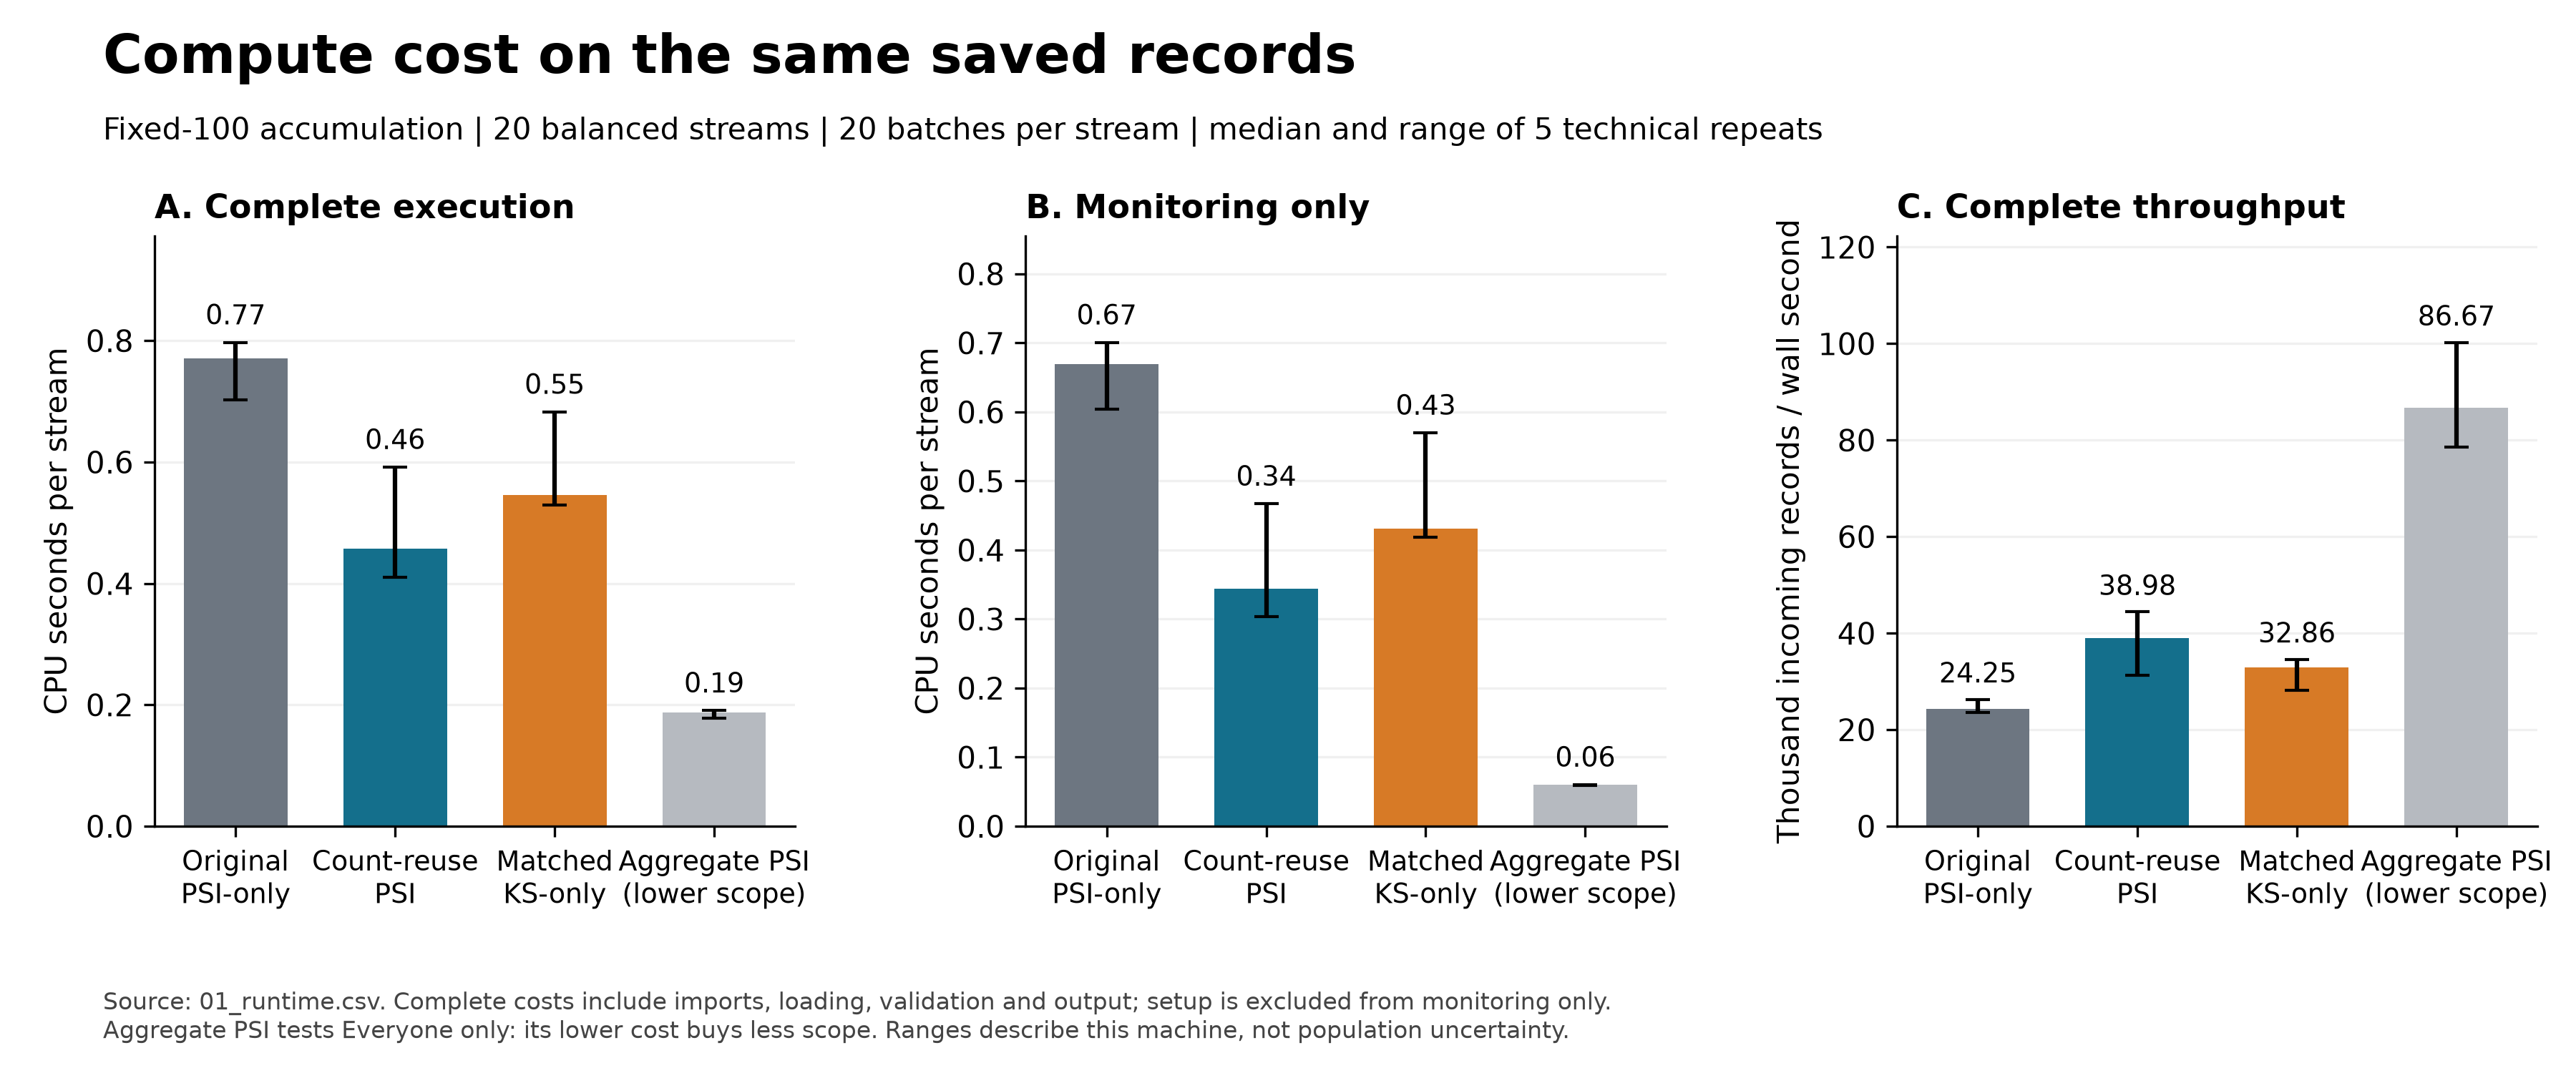 Compute cost on the same saved records
Fixed-100 accumulation | 20 balanced streams | 20 batches per stream | median and range of 5 technical repeats
A. Complete execution
CPU seconds per stream
0.8
0.6
0.4
0.2
0.0
0.77
0.46
0.55
0.19
Original
PSI-only
Count-reuse
PSI
Matched
KS-only
Aggregate PSI
(lower scope)
B. Monitoring only
CPU seconds per stream
0.8
0.7
0.6
0.5
0.4
0.3
0.2
0.1
0.0
0.67
0.34
0.43
0.06
Original
PSI-only
Count-reuse
PSI
Matched
KS-only
Aggregate PSI
(lower scope)
C. Complete throughput
Thousand incoming records / wall second
120
100
80
60
40
20
0
24.25
38.98
32.86
86.67
Original
PSI-only
Count-reuse
PSI
Matched
KS-only
Aggregate PSI
(lower scope)
Source: 01_runtime.csv. Complete costs include imports, loading, validation and output; setup is excluded from monitoring only.
Aggregate PSI tests Everyone only: its lower cost buys less scope. Ranges describe this machine, not population uncertainty.